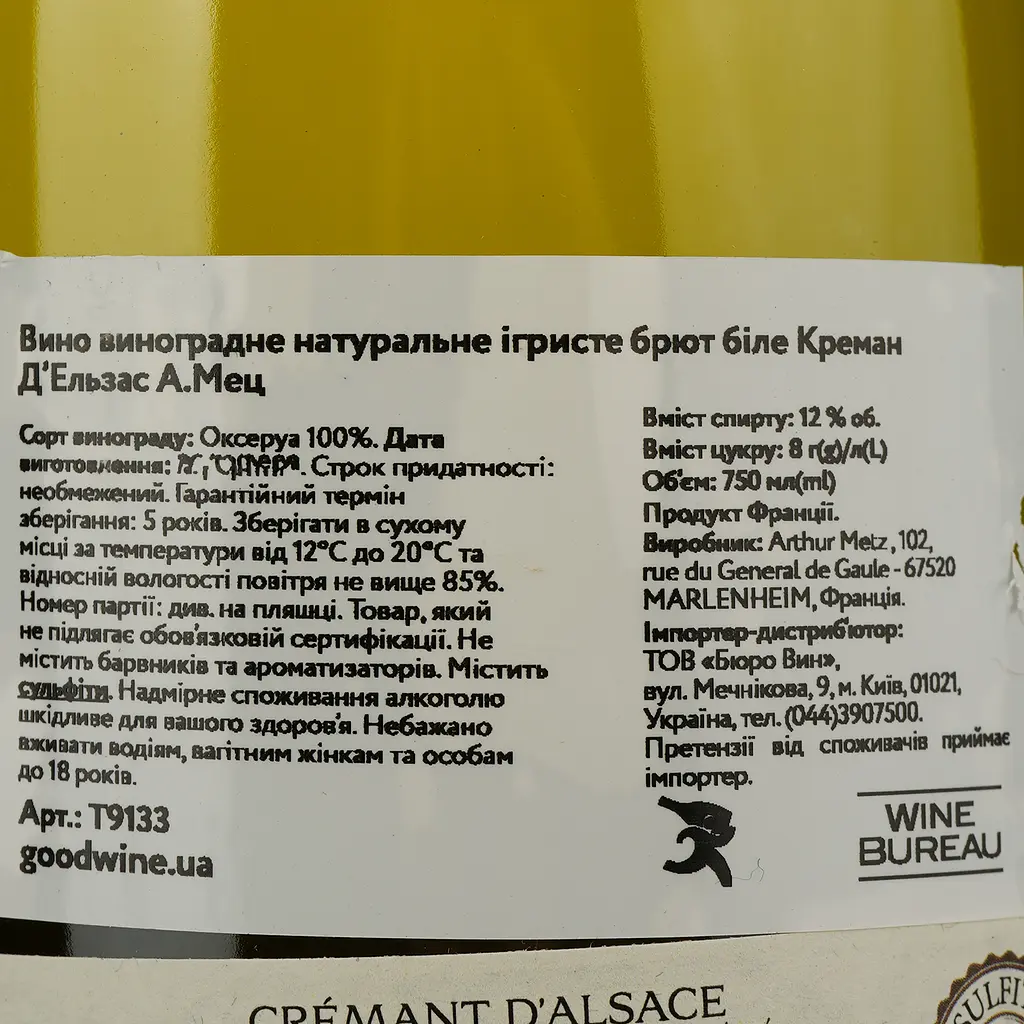 Вино виноградне натуральне ігристе брют біле Креман
Д'Ельзас А.Мец
Сорт винограду: Оксеруа 100%. Дата
виготовлення: . Строк придатності:
необмежений. Гарантійний термін
зберігання: 5 років. Зберігати в сухому
місці за температури від 12°C до 20°C та
відносній вологості повітря не вище 85%.
Номер партії: див. на пляшці. Товар, який
не підлягає обов'язковій сертифікації. Не
містить барвників та ароматизаторів. Містить
сульфіти. Надмірне споживання алкоголю
шкідливе для вашого здоров'я. Небажано
вживати водіям, вагітним жінкам та особам
до 18 років.
Арт.: T9133
goodwine.ua
Вміст спирту: 12 % об.
Вміст цукру: 8 г(g)/л(L)
Об'єм: 750 мл(ml)
Продукт Франції.
Виробник: Arthur Metz, 102,
rue du General de Gaule - 67520
MARLENHEIM, Франція.
Імпортер-дистриб'ютор:
ТОВ «Бюро Вин»,
вул. Мечнікова, 9, м. Київ, 01021,
Україна, тел. (044)3907500.
Претензії від споживачів приймає
імпортер.
WINE
BUREAU
CRÉMANT D'ALSACE